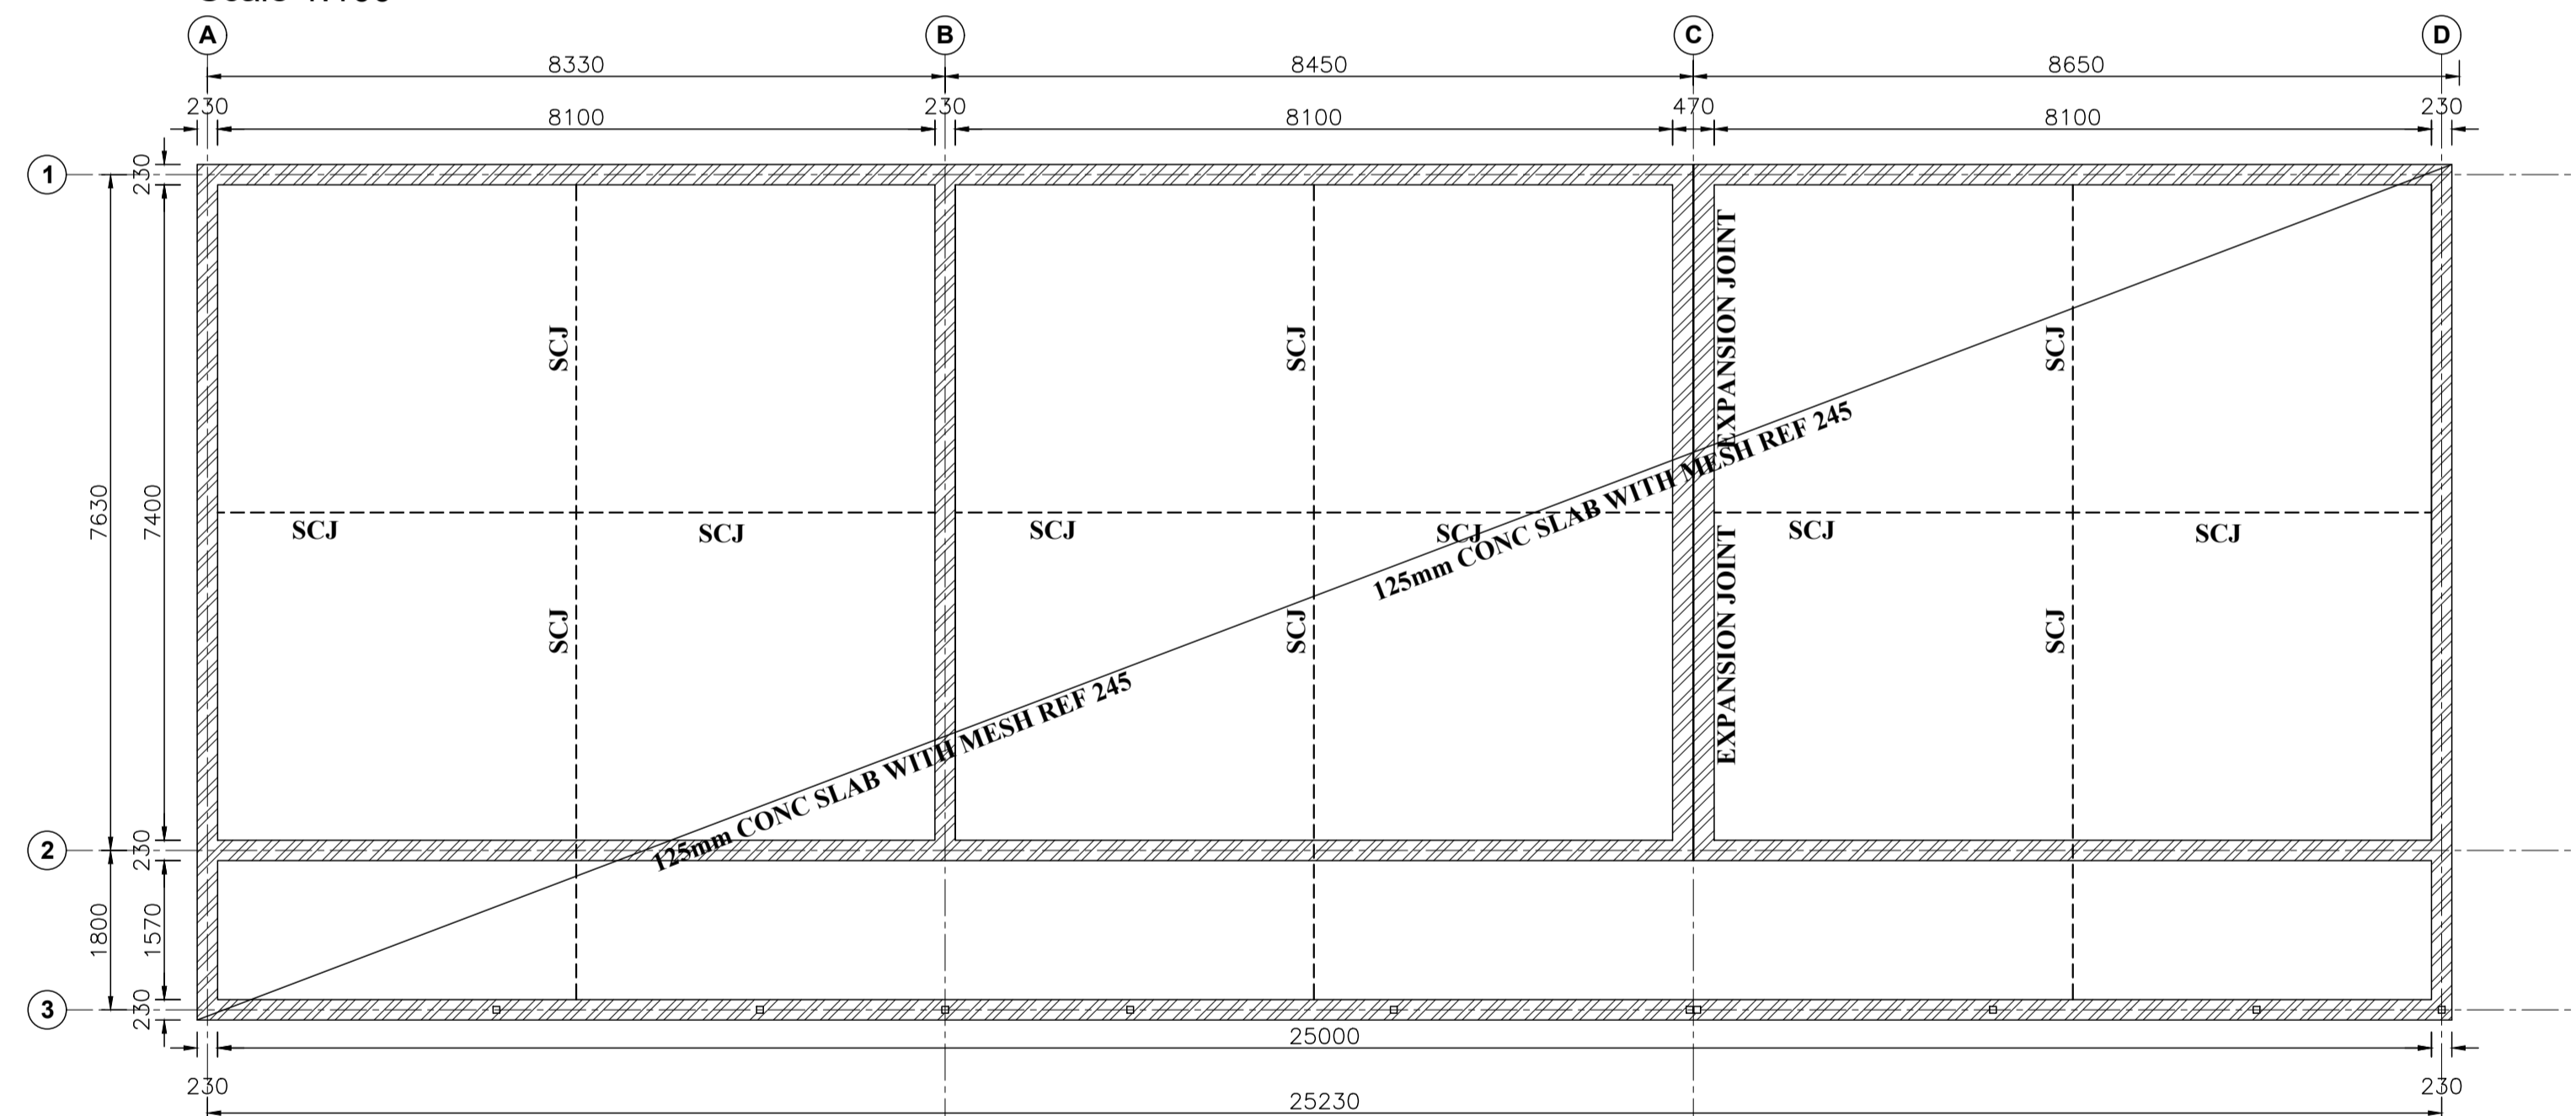 A B C D
8330 8450 8650
230 230 470 230
8100 8100 8100
1
230
7630
7400
SCJ SCJ SCJ
EXPANSION JOINT
125mm CONC SLAB WITH MESH REF 245
SCJ SCJ SCJ SCJ SCJ SCJ
SCJ SCJ SCJ
EXPANSION JOINT
125mm CONC SLAB WITH MESH REF 245
2
230
1800
1570
3
230
25000
230 230
25230